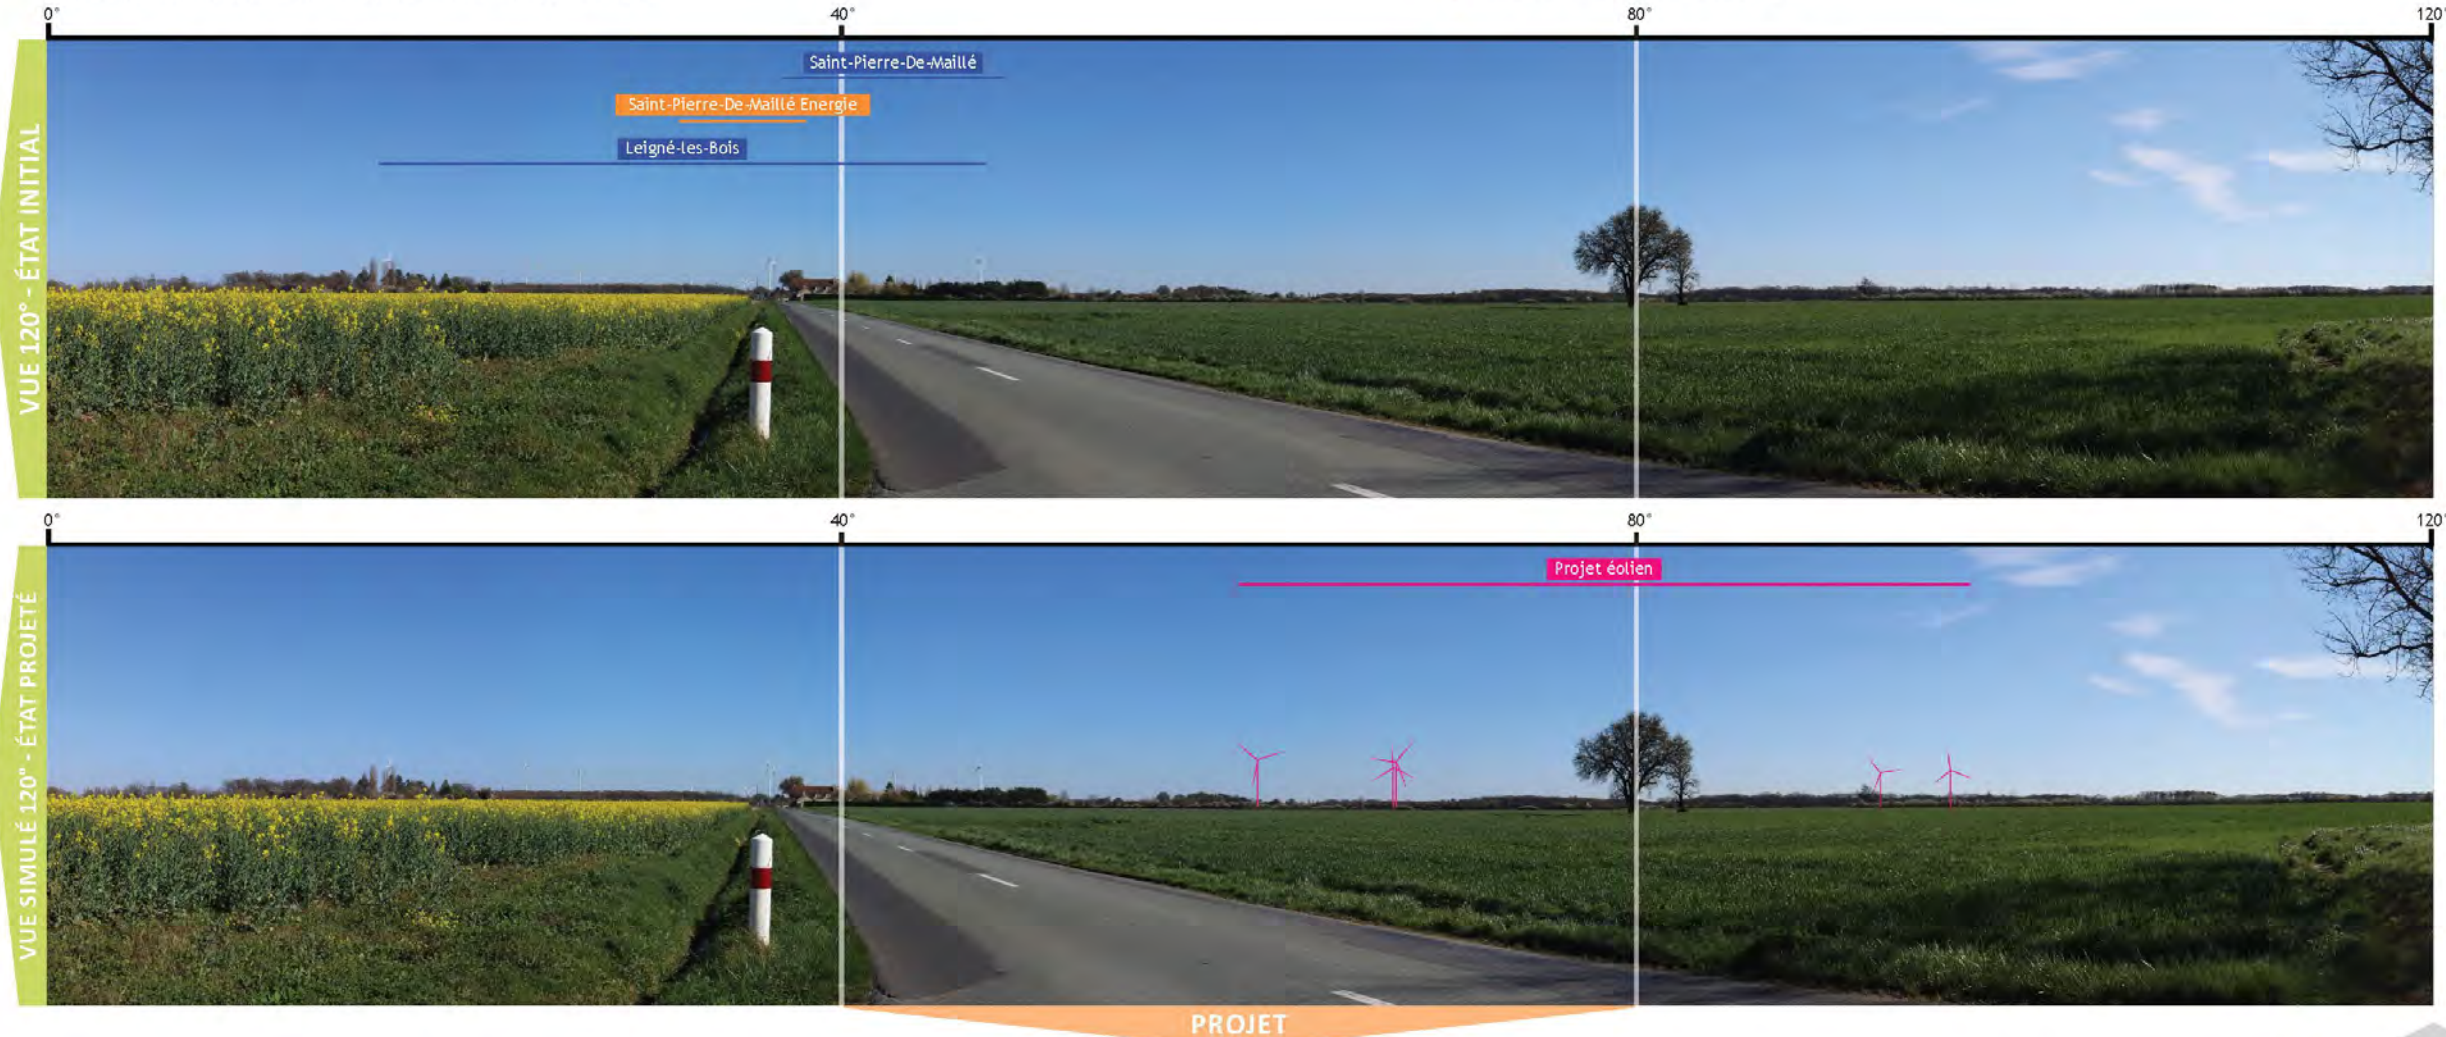 0° 40° 80° 120°
VUE 120° - ÉTAT INITIAL
Saint-Pierre-De-Maillé
Saint-Pierre-De-Maillé Energie
Leigné-les-Bois
0° 40° 80° 120°
VUE SIMULÉ 120° - ÉTAT PROJETÉ
Projet éolien
PROJET